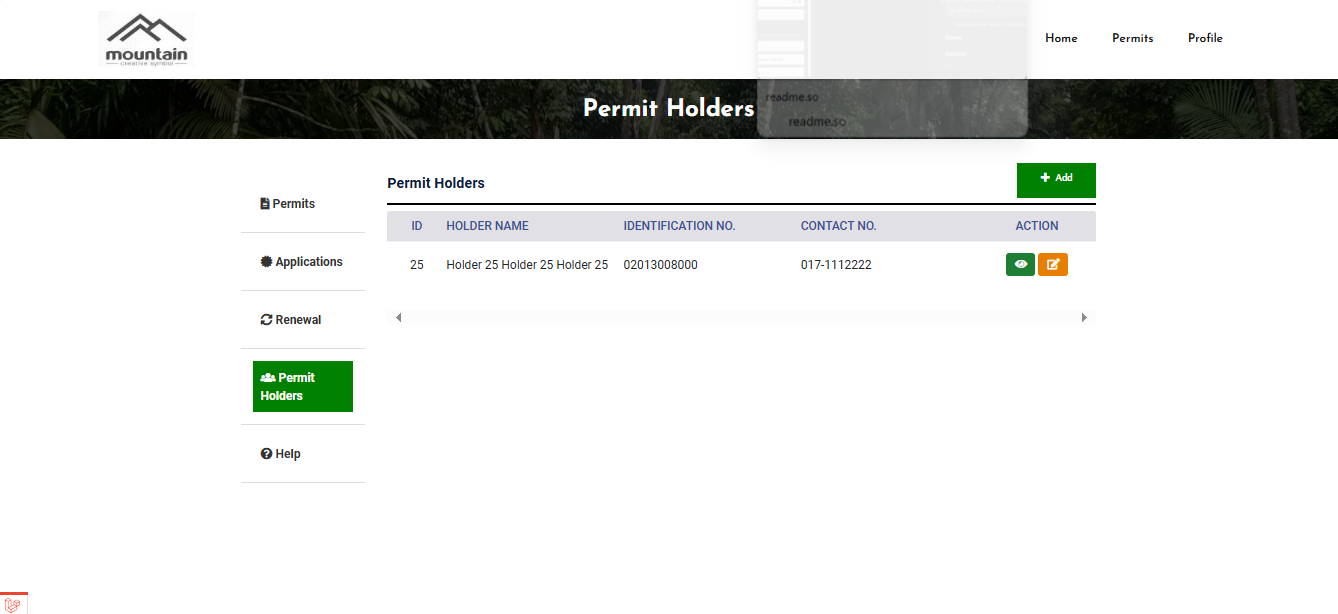 mountain
creative symbol
Home
Permits
Profile
readme.so
readme.so
Permit Holders
Permits
Applications
Renewal
Permit
Holders
Help
Permit Holders
Add
ID HOLDER NAME IDENTIFICATION NO. CONTACT NO. ACTION
25 Holder 25 Holder 25 Holder 25 02013008000 017-1112222